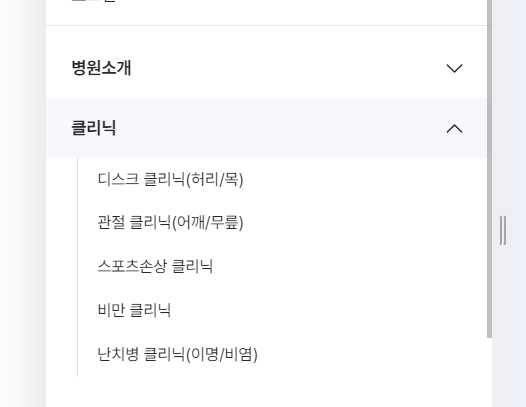 병원소개
클리닉
디스크 클리닉(허리/목)
관절 클리닉(어깨/무릎)
스포츠손상 클리닉
비만 클리닉
난치병 클리닉(이명/비염)